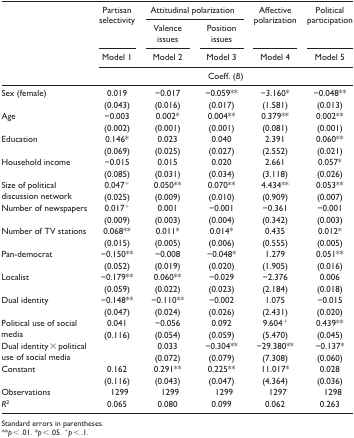 Partisan selectivity Attitudinal polarization Affective polarization Political participation
Valence issues Position issues
Model 1 Model 2 Model 3 Model 4 Model 5
Coeff. (B)
Sex (female) 0.019 −0.017 −0.059** −3.160* −0.048**
(0.043) (0.016) (0.017) (1.581) (0.013)
Age −0.003 0.002* 0.004** 0.379** 0.002**
(0.002) (0.001) (0.001) (0.081) (0.001)
Education 0.146* 0.023 0.040 2.391 0.060**
(0.069) (0.025) (0.027) (2.552) (0.021)
Household income −0.015 0.015 0.020 2.661 0.057*
(0.085) (0.031) (0.034) (3.118) (0.026)
Size of political 0.047+ 0.050** 0.070** 4.434** 0.053**
discussion network (0.025) (0.009) (0.010) (0.909) (0.007)
Number of newspapers 0.017+ 0.001 −0.001 −0.361 −0.001
(0.009) (0.003) (0.004) (0.342) (0.003)
Number of TV stations 0.068** 0.011* 0.014* 0.435 0.012*
(0.015) (0.005) (0.006) (0.555) (0.005)
Pan-democrat −0.150** −0.008 −0.048* 1.279 0.051**
(0.052) (0.019) (0.020) (1.905) (0.016)
Localist −0.179** 0.060** −0.029 −2.376 0.006
(0.059) (0.022) (0.023) (2.184) (0.018)
Dual identity −0.148** −0.110** −0.002 1.075 −0.015
(0.047) (0.024) (0.026) (2.431) (0.020)
Political use of social 0.041 −0.056 0.092 9.604+ 0.439**
media (0.116) (0.054) (0.059) (5.470) (0.045)
Dual identity × political 0.033 −0.304** −29.380** −0.137*
use of social media (0.072) (0.079) (7.308) (0.060)
Constant 0.162 0.291** 0.225** 11.017* 0.028
(0.116) (0.043) (0.047) (4.364) (0.036)
Observations 1299 1299 1299 1297 1298
R² 0.065 0.080 0.099 0.062 0.263
Standard errors in parentheses.
**p < .01. *p < .05. +p < .1.